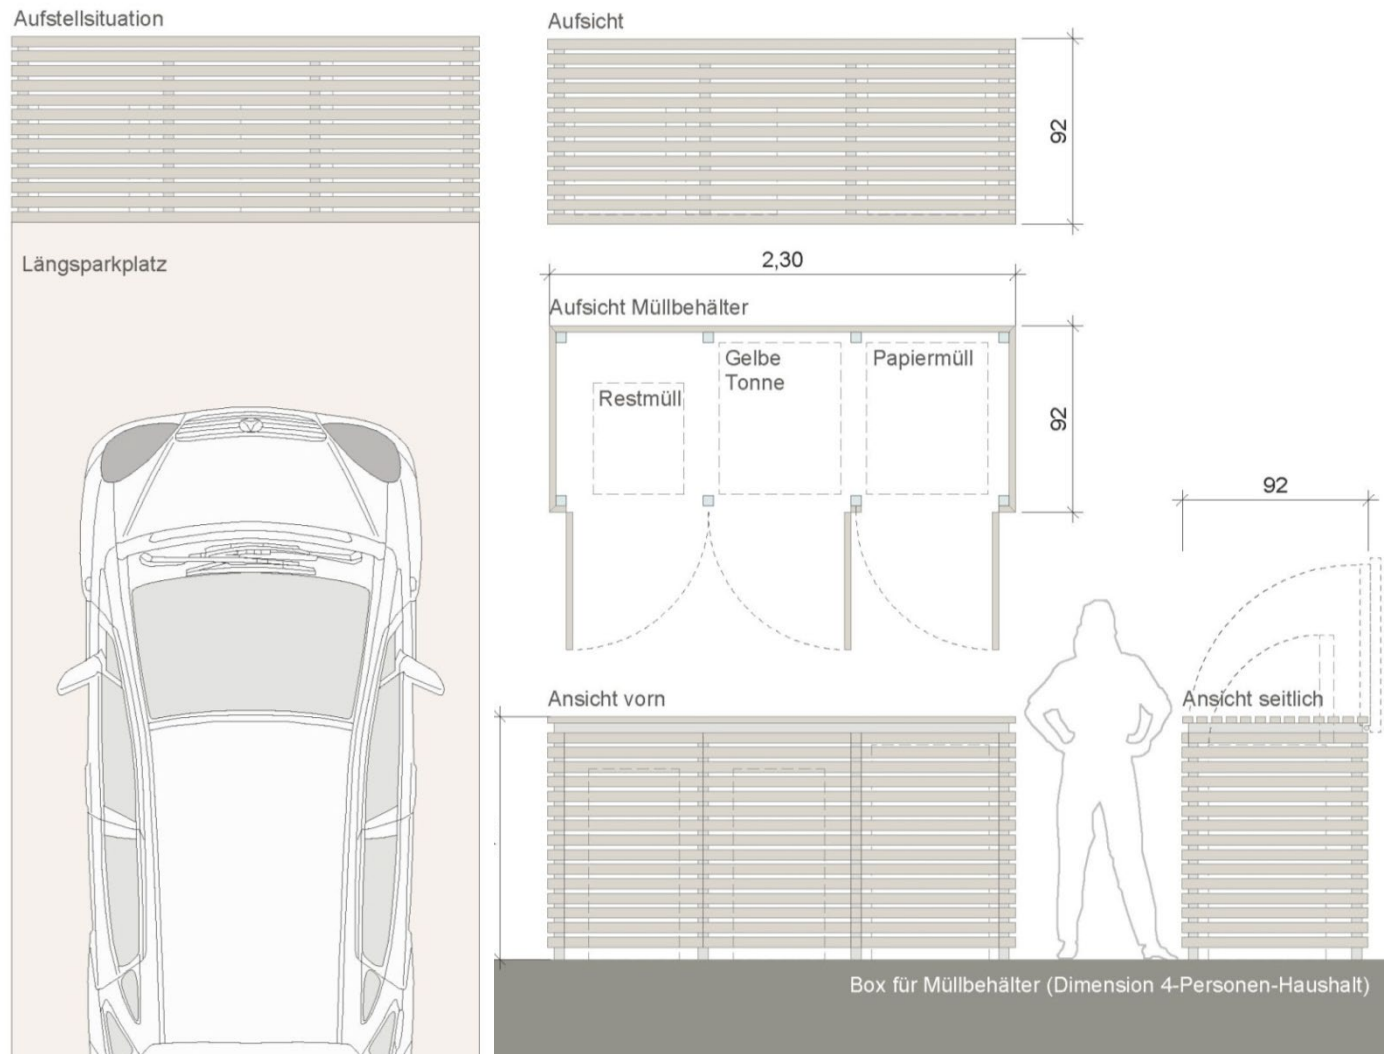 Aufstellsituation
Längsparkplatz
Aufsicht
92
2,30
Aufsicht Müllbehälter
Restmüll
Gelbe
Tonne
Papiermüll
92
92
Ansicht vorn
Ansicht seitlich
Box für Müllbehälter (Dimension 4-Personen-Haushalt)